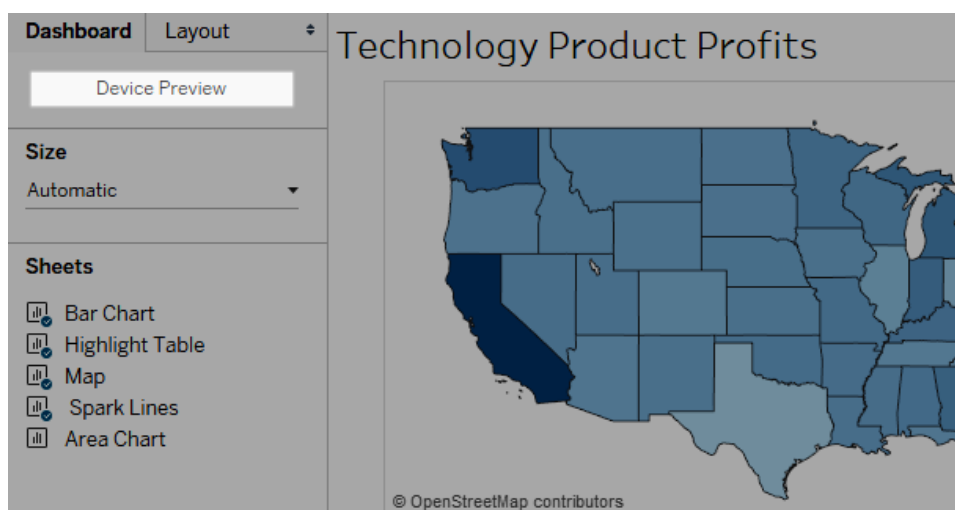 Dashboard Layout
Device Preview
Size
Automatic
Sheets
Bar Chart
Highlight Table
Map
Spark Lines
Area Chart
Technology Product Profits
© OpenStreetMap contributors